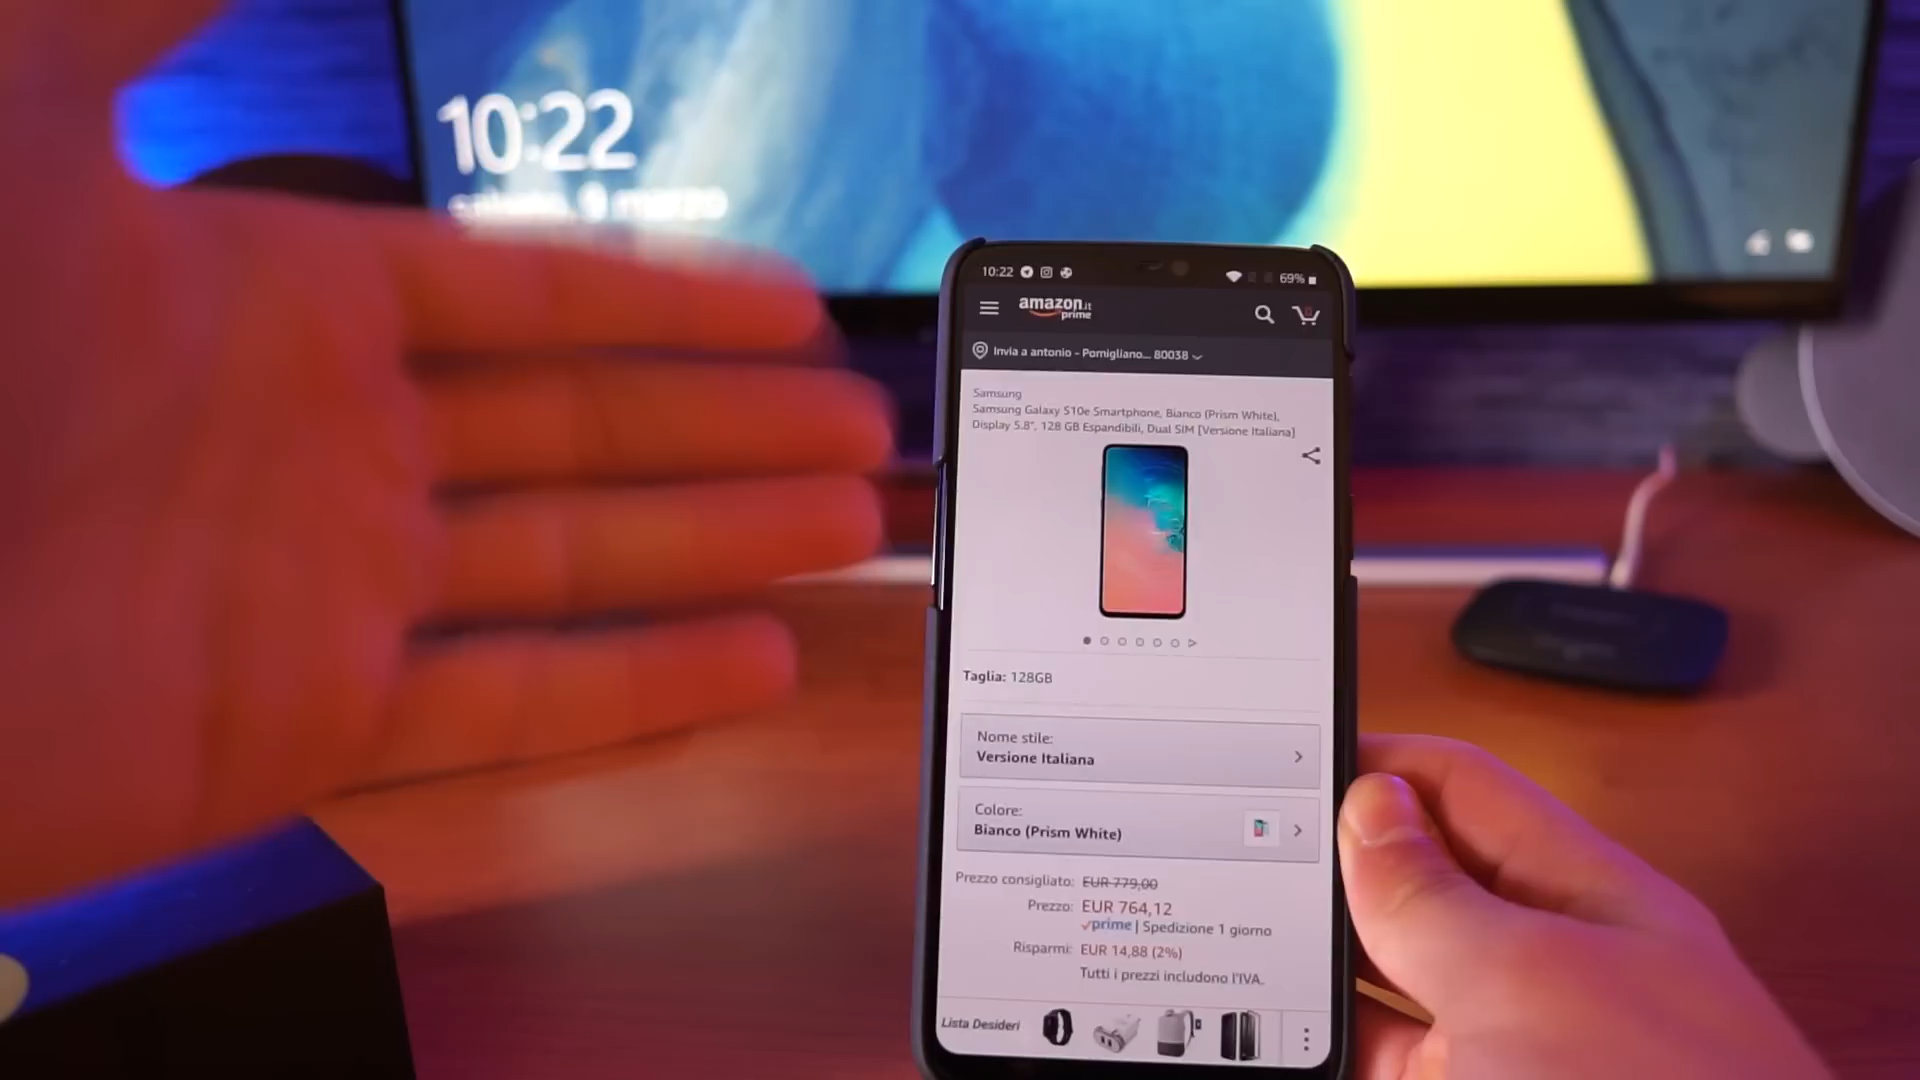 10:22
9 marzo
10:22
69%
amazon.it
prime
Invia a antonio - Pomigliano... 80038
Samsung
Samsung Galaxy S10e Smartphone, Bianco (Prism White),
Display 5.8", 128 GB Espandibili, Dual SIM [Versione Italiana]
Taglia: 128GB
Nome stile:
Versione Italiana
Colore:
Bianco (Prism White)
Prezzo consigliato: EUR 779,00
Prezzo: EUR 764,12
prime | Spedizione 1 giorno
Risparmi: EUR 14,88 (2%)
Tutti i prezzi includono l'IVA.
Lista Desideri